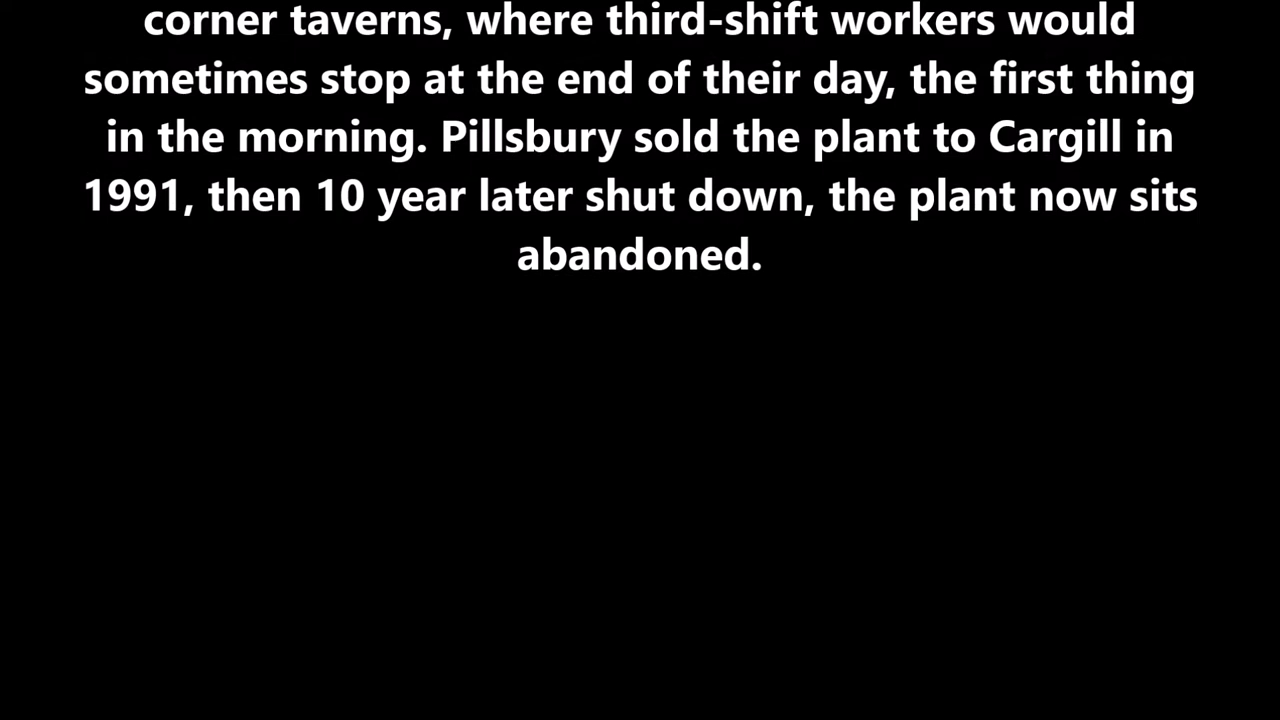 corner taverns, where third-shift workers would
sometimes stop at the end of their day, the first thing
in the morning. Pillsbury sold the plant to Cargill in
1991, then 10 year later shut down, the plant now sits
abandoned.